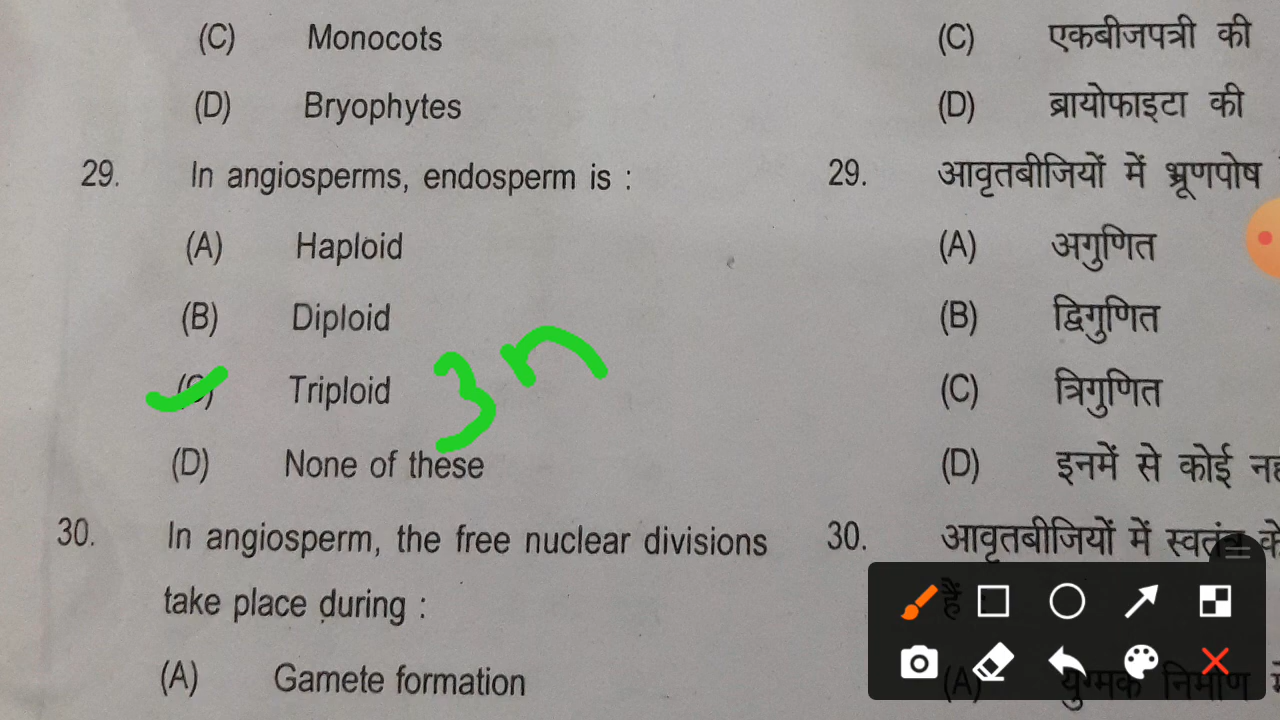 (C) Monocots
(D) Bryophytes
29. In angiosperms, endosperm is :
(A) Haploid
(B) Diploid
(C) Triploid 3n
(D) None of these
30. In angiosperm, the free nuclear divisions
take place during :
(A) Gamete formation
(C) एकबीजपत्री की
(D) ब्रायोफाइटा की
29. आवृतबीजियों में भ्रूणपोष
(A) अगुणित
(B) द्विगुणित
(C) त्रिगुणित
(D) इनमें से कोई
30. आवृतबीजियों में स्वतंत्र
हैं
(A) युग्मक निर्माण